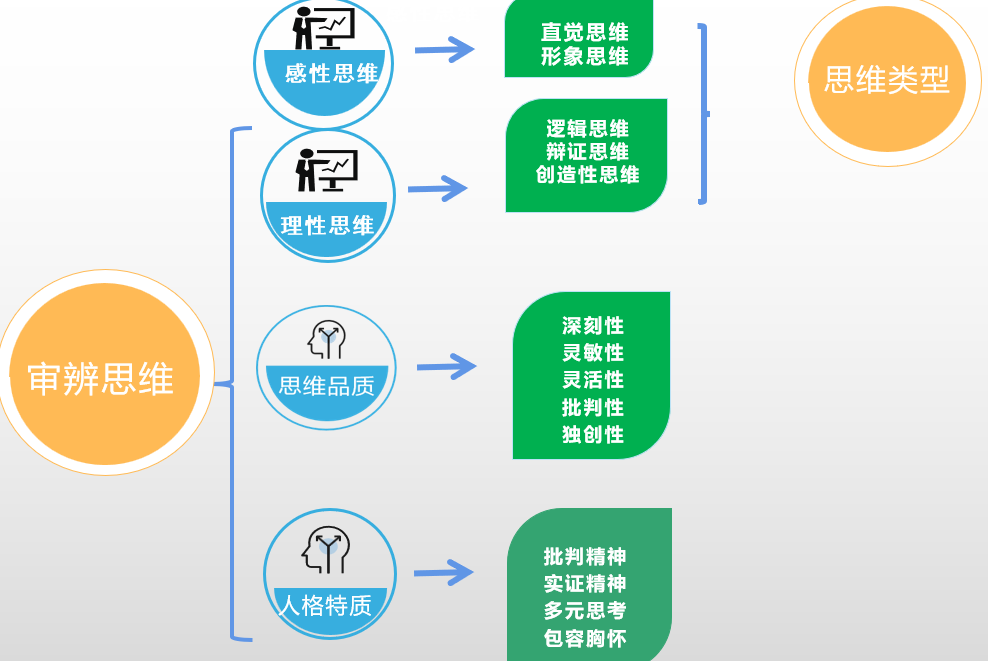 感性思维
直觉思维
形象思维
思维类型
理性思维
逻辑思维
辩证思维
创造性思维
审辨思维
思维品质
深刻性
灵敏性
灵活性
批判性
独创性
人格特质
批判精神
实证精神
多元思考
包容胸怀